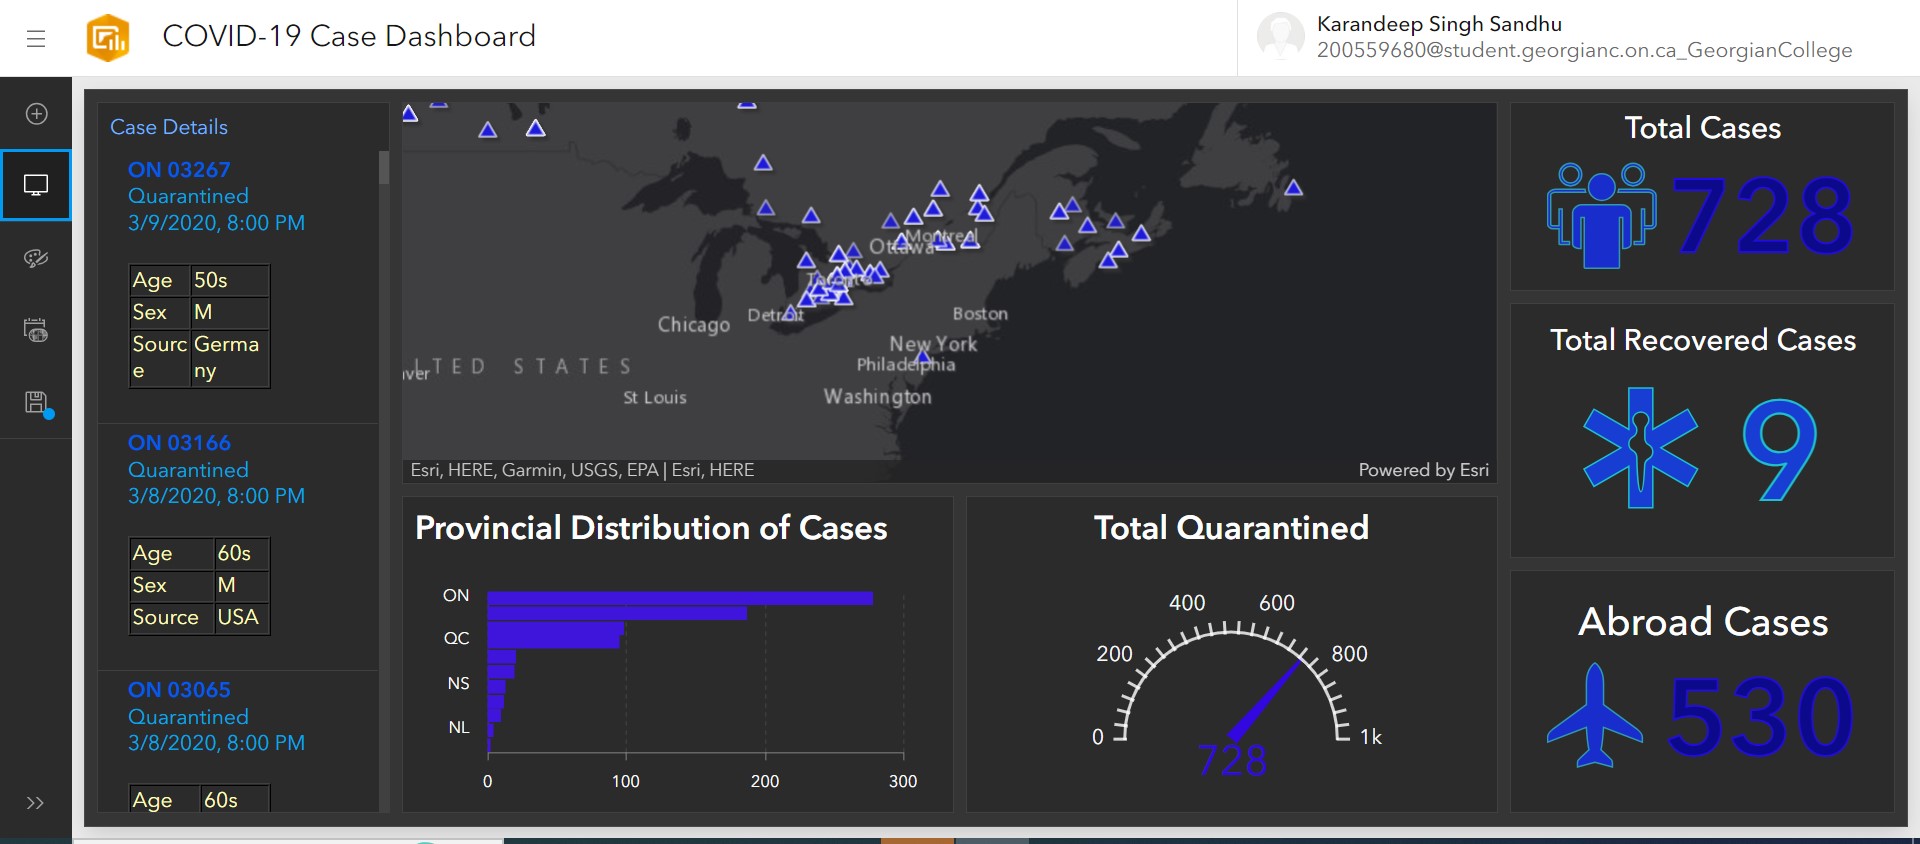 COVID-19 Case Dashboard
Karandeep Singh Sandhu
200559680@student.georgianc.on.ca_GeorgianCollege
Case Details
ON 03267
Quarantined
3/9/2020, 8:00 PM
Age 50s
Sex M
Sourc Germa
e ny
ON 03166
Quarantined
3/8/2020, 8:00 PM
Age 60s
Sex M
Source USA
ON 03065
Quarantined
3/8/2020, 8:00 PM
Age 60s
Montreal
Ottawa
Toronto
Detroit
Boston
Chicago
New York
Philadelphia
ITED STATES
ver
St Louis
Washington
Esri, HERE, Garmin, USGS, EPA | Esri, HERE
Powered by Esri
Provincial Distribution of Cases
ON
QC
NS
NL
0 100 200 300
Total Quarantined
400 600
200 800
0 1k
728
Total Cases
728
Total Recovered Cases
9
Abroad Cases
530